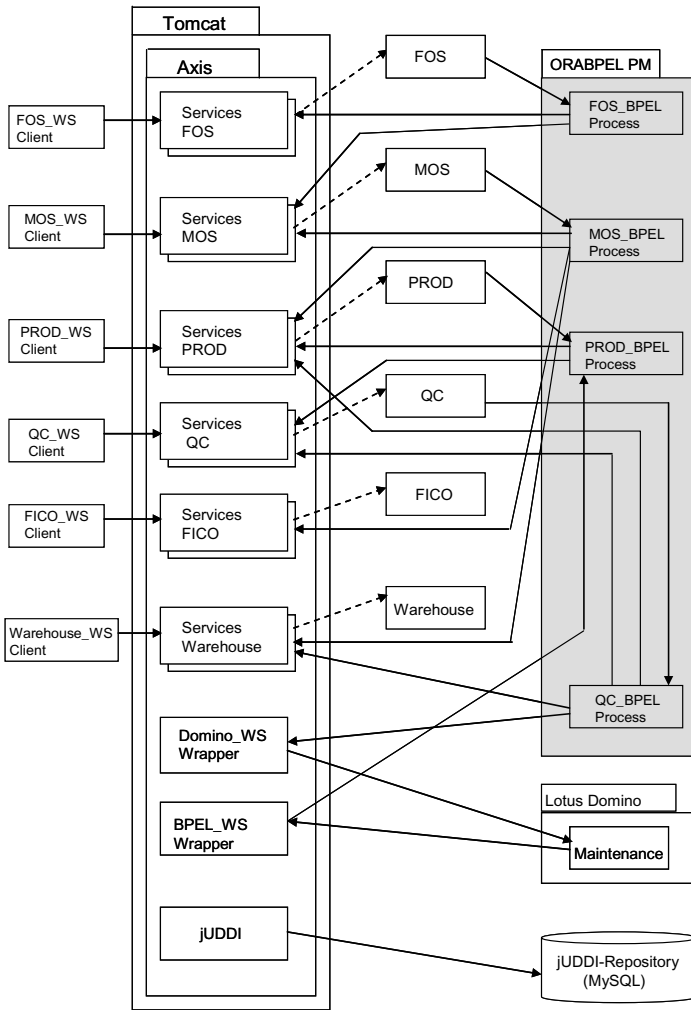 Tomcat
Axis
FOS
ORABPEL PM
FOS_WS
Client
Services
FOS
FOS_BPEL
Process
MOS
MOS_WS
Client
Services
MOS
MOS_BPEL
Process
PROD
PROD_WS
Client
Services
PROD
PROD_BPEL
Process
QC
QC_WS
Client
Services
QC
FICO
FICO_WS
Client
Services
FICO
Warehouse
Warehouse_WS
Client
Services
Warehouse
QC_BPEL
Process
Domino_WS
Wrapper
Lotus Domino
BPEL_WS
Wrapper
Maintenance
jUDDI
jUDDI-Repository
(MySQL)